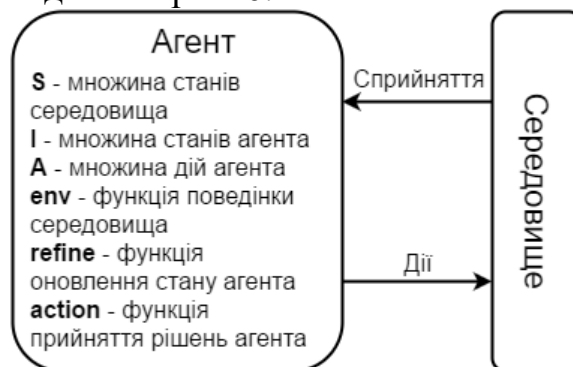 Агент
S - множина станів
середовища
I - множина станів агента
A - множина дій агента
env - функція поведінки
середовища
refine - функція
оновлення стану агента
action - функція
прийняття рішень агента
Сприйняття
Дії
Середовище